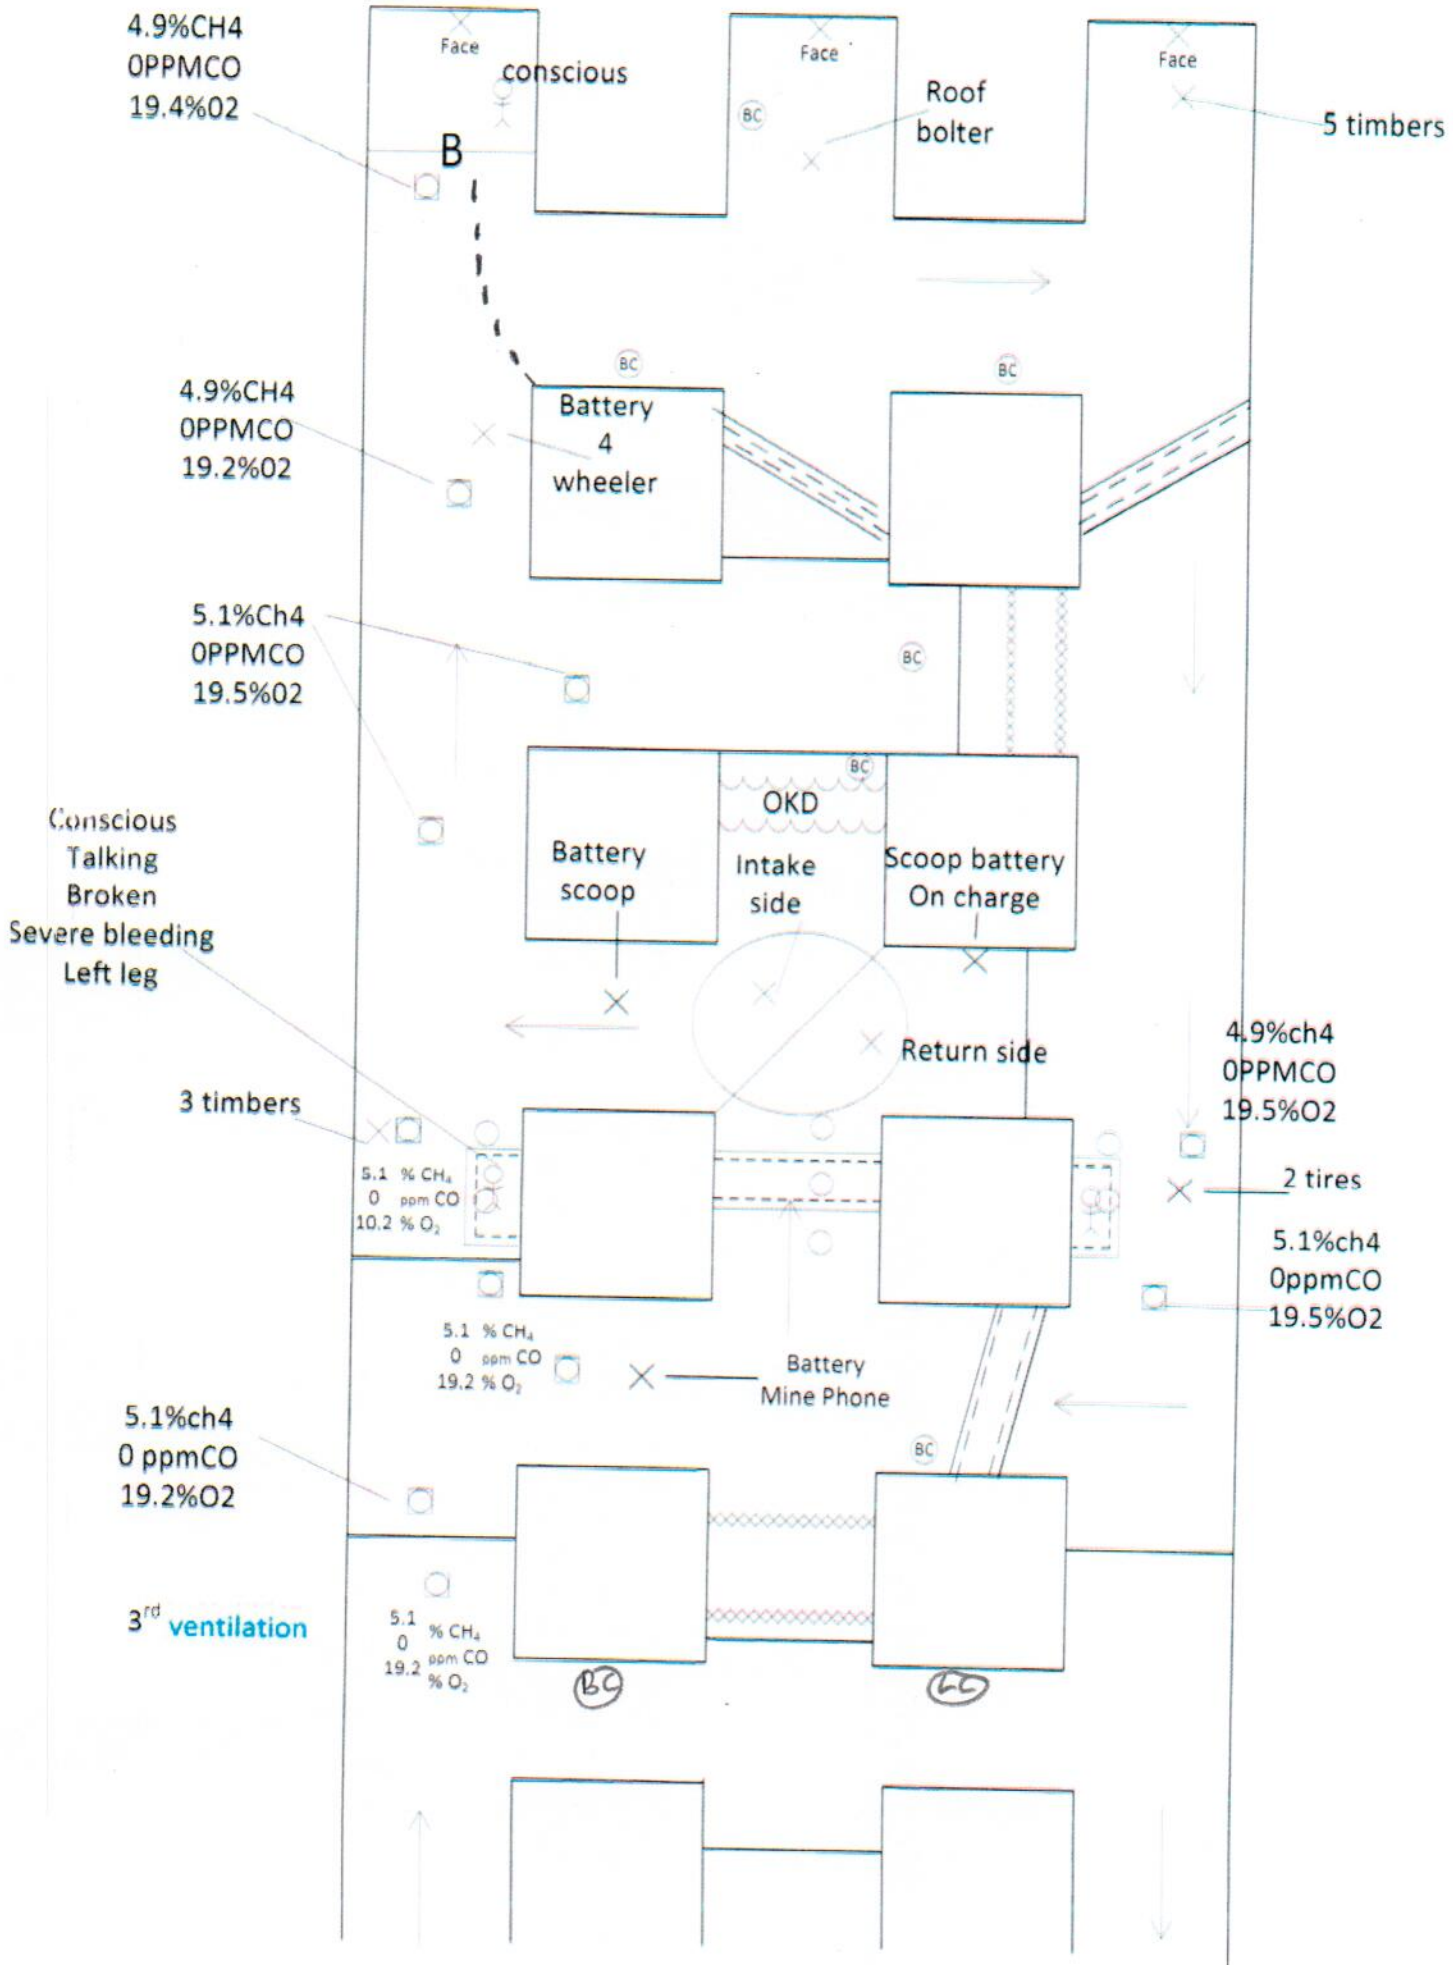 4.9%CH4
0PPMCO
19.4%02
Face
conscious
B
Face
BC
Roof
bolter
Face
5 timbers
4.9%CH4
0PPMCO
19.2%02
BC
BC
Battery
4
wheeler
5.1%Ch4
0PPMCO
19.5%02
BC
BC
OKD
Conscious
Talking
Broken
Severe bleeding
Left leg
Battery
scoop
Intake
side
Scoop battery
On charge
Return side
4.9%ch4
0PPMCO
19.5%O2
3 timbers
5.1 % CH₄
0 ppm CO
10.2 % O₂
2 tires
5.1%ch4
0ppmCO
19.5%O2
5.1 % CH₄
0 ppm CO
19.2 % O₂
Battery
Mine Phone
BC
5.1%ch4
0 ppmCO
19.2%O2
3rd ventilation
5.1 % CH₄
0 ppm CO
19.2 % O₂
BC